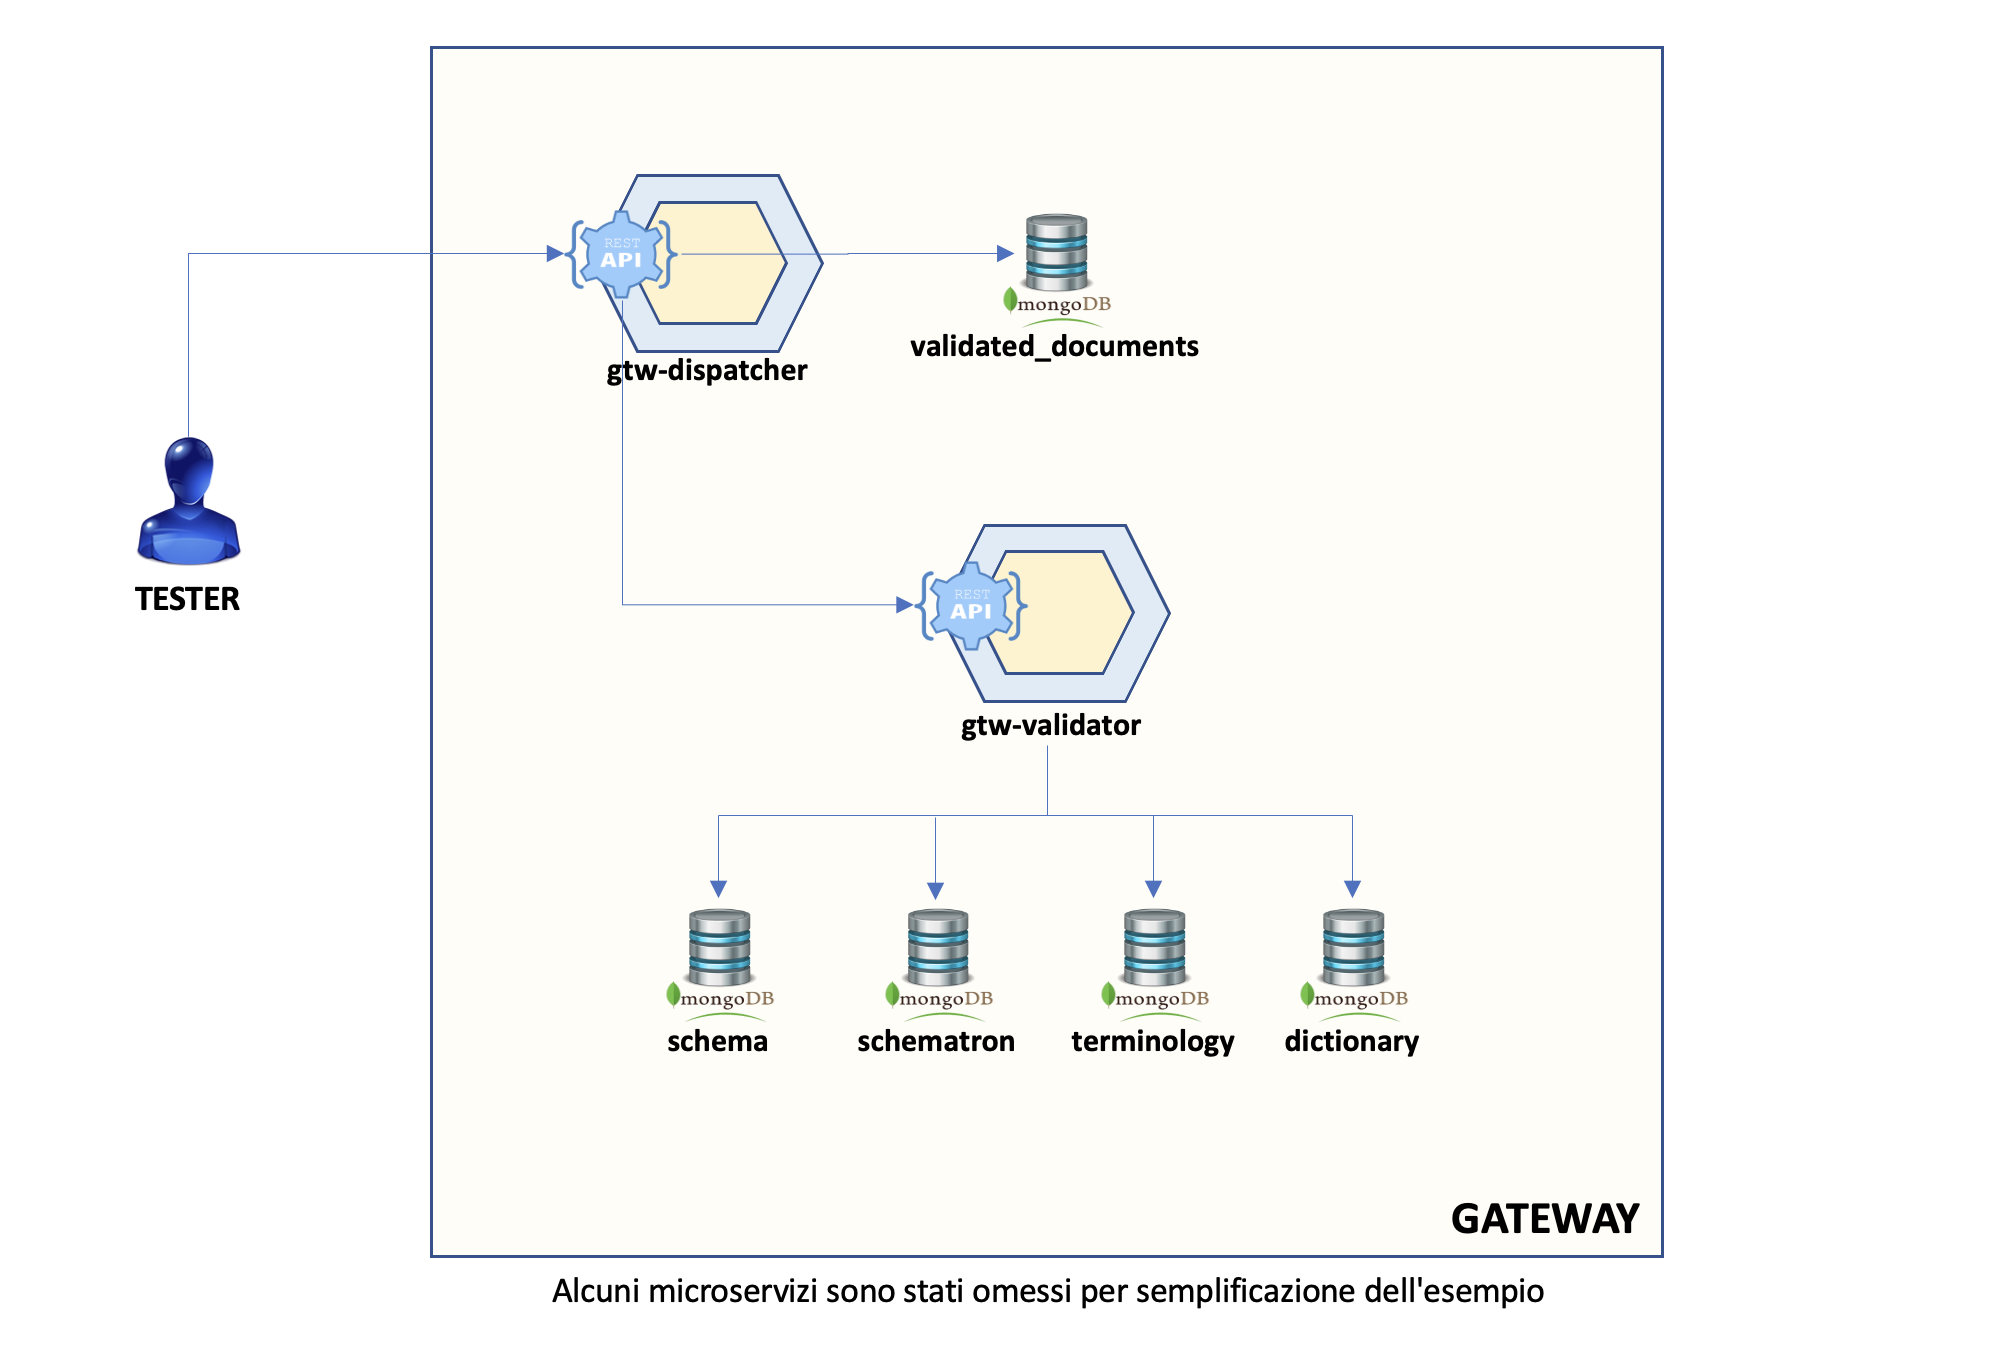 REST
API
mongoDB
validated_documents
gtw-dispatcher
TESTER
REST
API
gtw-validator
mongoDB
mongoDB
mongoDB
mongoDB
schema
schematron
terminology
dictionary
GATEWAY
Alcuni microservizi sono stati omessi per semplificazione dell'esempio